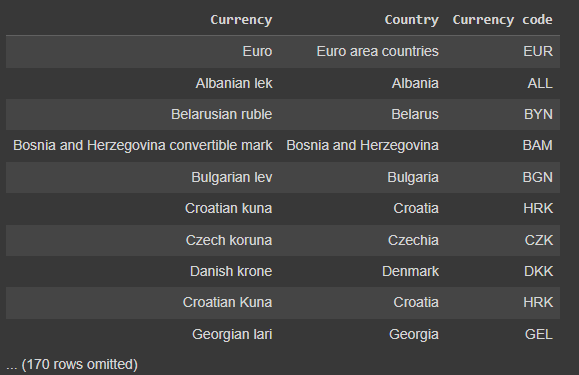 Currency Country Currency code
Euro Euro area countries EUR
Albanian lek Albania ALL
Belarusian ruble Belarus BYN
Bosnia and Herzegovina convertible mark Bosnia and Herzegovina BAM
Bulgarian lev Bulgaria BGN
Croatian kuna Croatia HRK
Czech koruna Czechia CZK
Danish krone Denmark DKK
Croatian Kuna Croatia HRK
Georgian lari Georgia GEL
... (170 rows omitted)